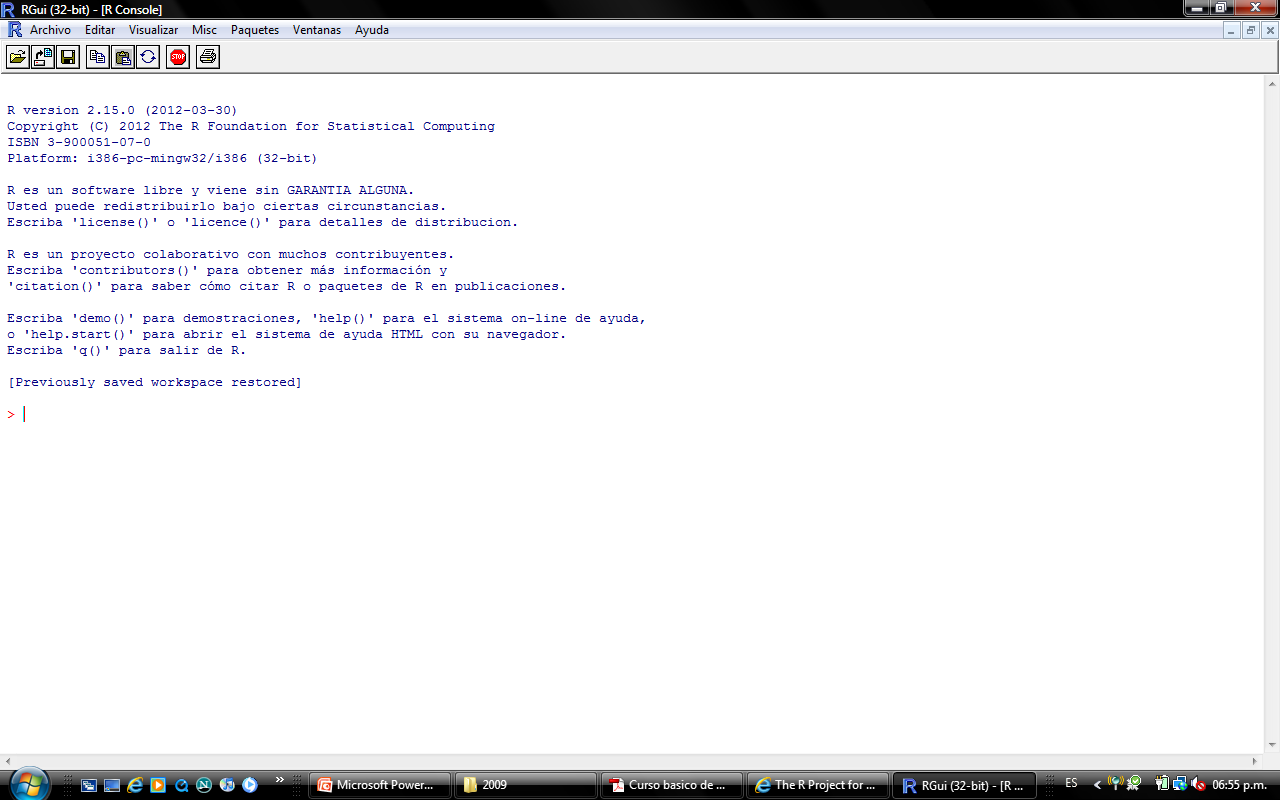 RGui (32-bit) - [R Console]
Archivo Editar Visualizar Misc Paquetes Ventanas Ayuda
STOP
R version 2.15.0 (2012-03-30)
Copyright (C) 2012 The R Foundation for Statistical Computing
ISBN 3-900051-07-0
Platform: i386-pc-mingw32/i386 (32-bit)
R es un software libre y viene sin GARANTIA ALGUNA.
Usted puede redistribuirlo bajo ciertas circunstancias.
Escriba 'license()' o 'licence()' para detalles de distribucion.
R es un proyecto colaborativo con muchos contribuyentes.
Escriba 'contributors()' para obtener más información y
'citation()' para saber cómo citar R o paquetes de R en publicaciones.
Escriba 'demo()' para demostraciones, 'help()' para el sistema on-line de ayuda,
o 'help.start()' para abrir el sistema de ayuda HTML con su navegador.
Escriba 'q()' para salir de R.
[Previously saved workspace restored]
>
Microsoft Power... 2009 Curso basico de ... The R Project for ... RGui (32-bit) - [R ... ES 06:55 p.m.